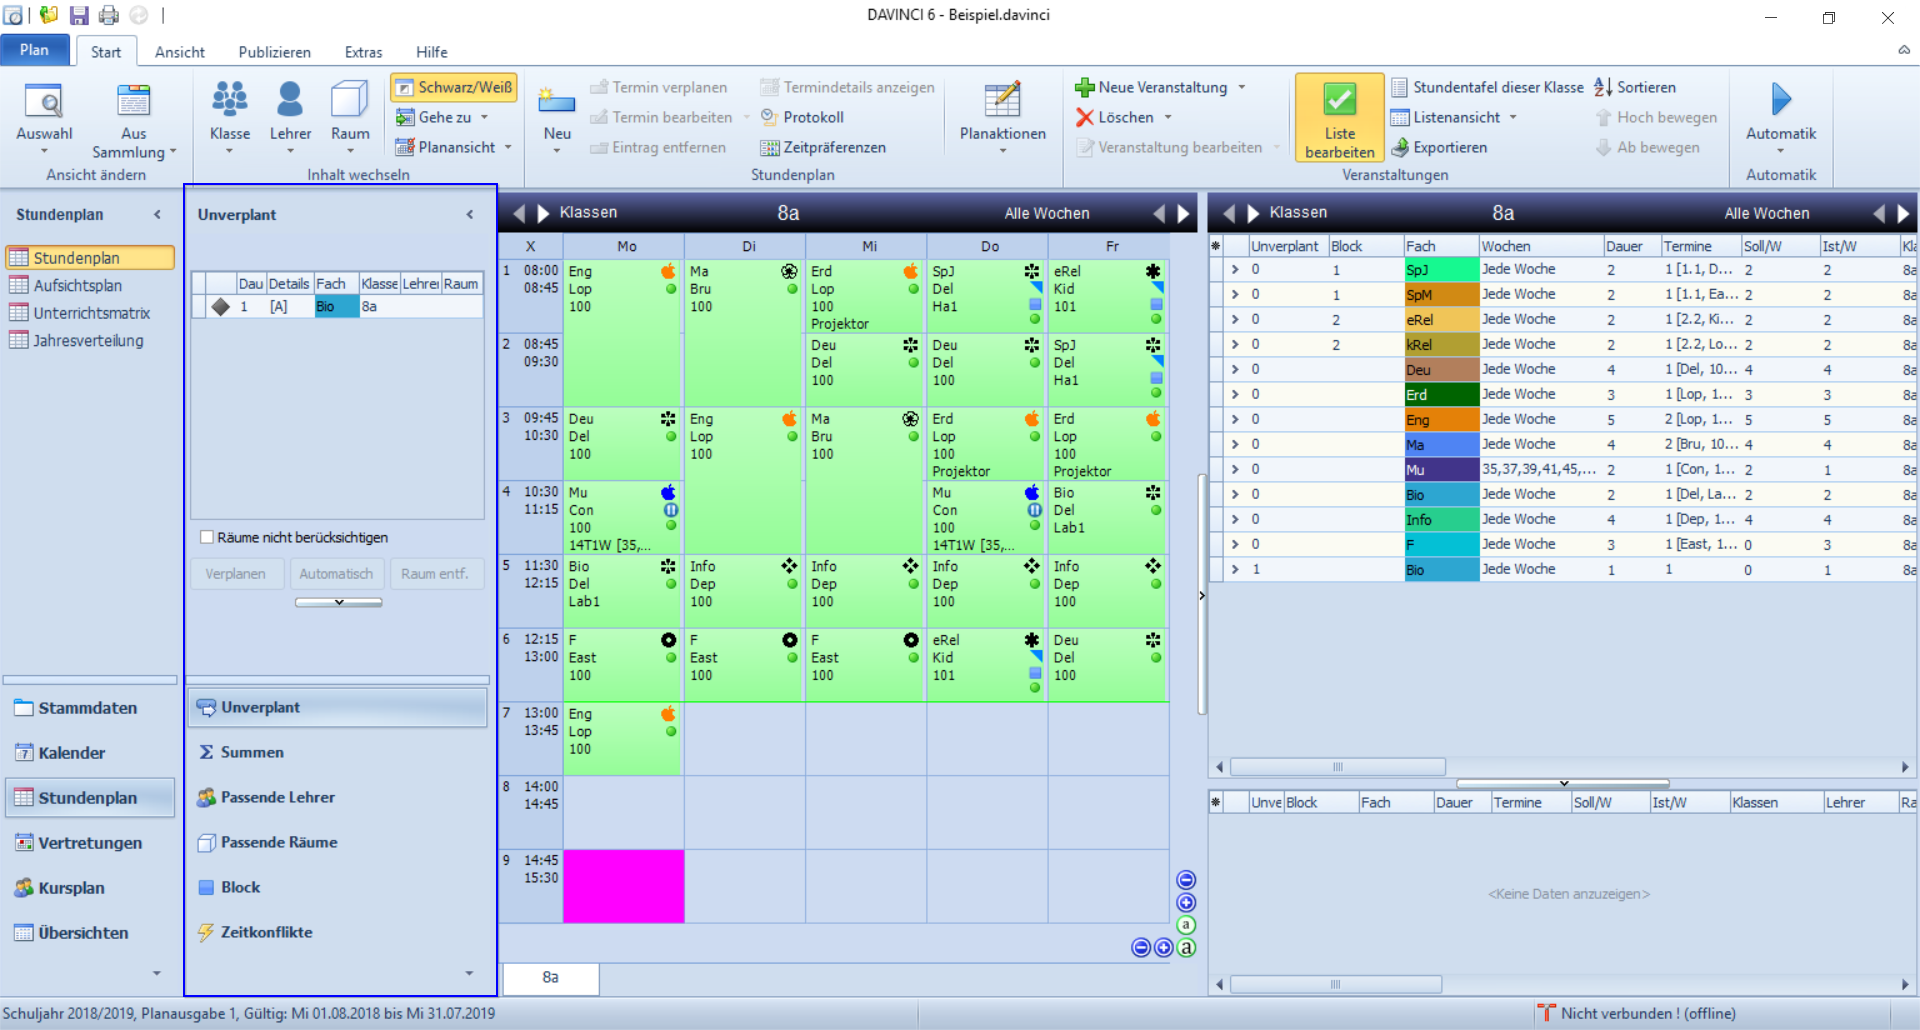 DAVINCI 6 - Beispiel.davinci
Plan Start Ansicht Publizieren Extras Hilfe
Auswahl
Aus Sammlung
Ansicht ändern
Klasse Lehrer Raum
Schwarz/Weiß
Gehe zu
Planansicht
Inhalt wechseln
Neu
Termin verplanen
Termin bearbeiten
Eintrag entfernen
Termindetails anzeigen
Protokoll
Zeitpräferenzen
Stundenplan
Planaktionen
Neue Veranstaltung
Löschen
Veranstaltung bearbeiten
Liste bearbeiten
Stundentafel dieser Klasse
Listenansicht
Exportieren
Sortieren
Hoch bewegen
Ab bewegen
Veranstaltungen
Automatik
Automatik
Stundenplan
Stundenplan
Aufsichtsplan
Unterrichtsmatrix
Jahresverteilung
Stammdaten
7 Kalender
Stundenplan
Vertretungen
Kursplan
Übersichten
Unverplant
Dau Details Fach Klasse Lehrer Raum
1 [A] Bio 8a
Räume nicht berücksichtigen
Verplanen Automatisch Raum entf.
Unverplant
Σ Summen
Passende Lehrer
Passende Räume
Block
Zeitkonflikte
Klassen 8a Alle Wochen
X Mo Di Mi Do Fr
1 08:00 Eng Ma Erd SpJ eRel
08:45 Lop Bru Lop Del Kid
100 100 100 Ha1 101
Projektor
2 08:45 Deu Deu SpJ
09:30 Del Del Del
100 100 Ha1
3 09:45 Deu Eng Ma Erd Erd
10:30 Del Lop Bru Lop Lop
100 100 100 100 100
Projektor Projektor
4 10:30 Mu Mu Bio
11:15 Con Con Del
100 100 Lab1
14T1W [35,... 14T1W [35,...
5 11:30 Bio Info Info Info Info
12:15 Del Dep Dep Dep Dep
Lab1 100 100 100 100
6 12:15 F F F eRel Deu
13:00 East East East Kid Del
100 100 100 101 100
7 13:00 Eng
13:45 Lop
100
8 14:00
14:45
9 14:45
15:30
a
a
8a
Klassen 8a Alle Wochen
Unverplant Block Fach Wochen Dauer Termine Soll/W Ist/W Kla
0 1 SpJ Jede Woche 2 1 [1.1, D... 2 2 8a
0 1 SpM Jede Woche 2 1 [1.1, Ea... 2 2 8a
0 2 eRel Jede Woche 2 1 [2.2, Ki... 2 2 8a
0 2 kRel Jede Woche 2 1 [2.2, Lo... 2 2 8a
0 Deu Jede Woche 4 1 [Del, 10... 4 4 8a
0 Erd Jede Woche 3 1 [Lop, 1... 3 3 8a
0 Eng Jede Woche 5 2 [Lop, 1... 5 5 8a
0 Ma Jede Woche 4 2 [Bru, 10... 4 4 8a
0 Mu 35,37,39,41,45,... 2 1 [Con, 1... 2 1 8a
0 Bio Jede Woche 2 1 [Del, La... 2 2 8a
0 Info Jede Woche 4 1 [Dep, 1... 4 4 8a
0 F Jede Woche 3 1 [East, 1... 0 3 8a
1 Bio Jede Woche 1 1 0 1 8a
Unve Block Fach Dauer Termine Soll/W Ist/W Klassen Lehrer Ra
<Keine Daten anzuzeigen>
Schuljahr 2018/2019, Planausgabe 1, Gültig: Mi 01.08.2018 bis Mi 31.07.2019
Nicht verbunden ! (offline)